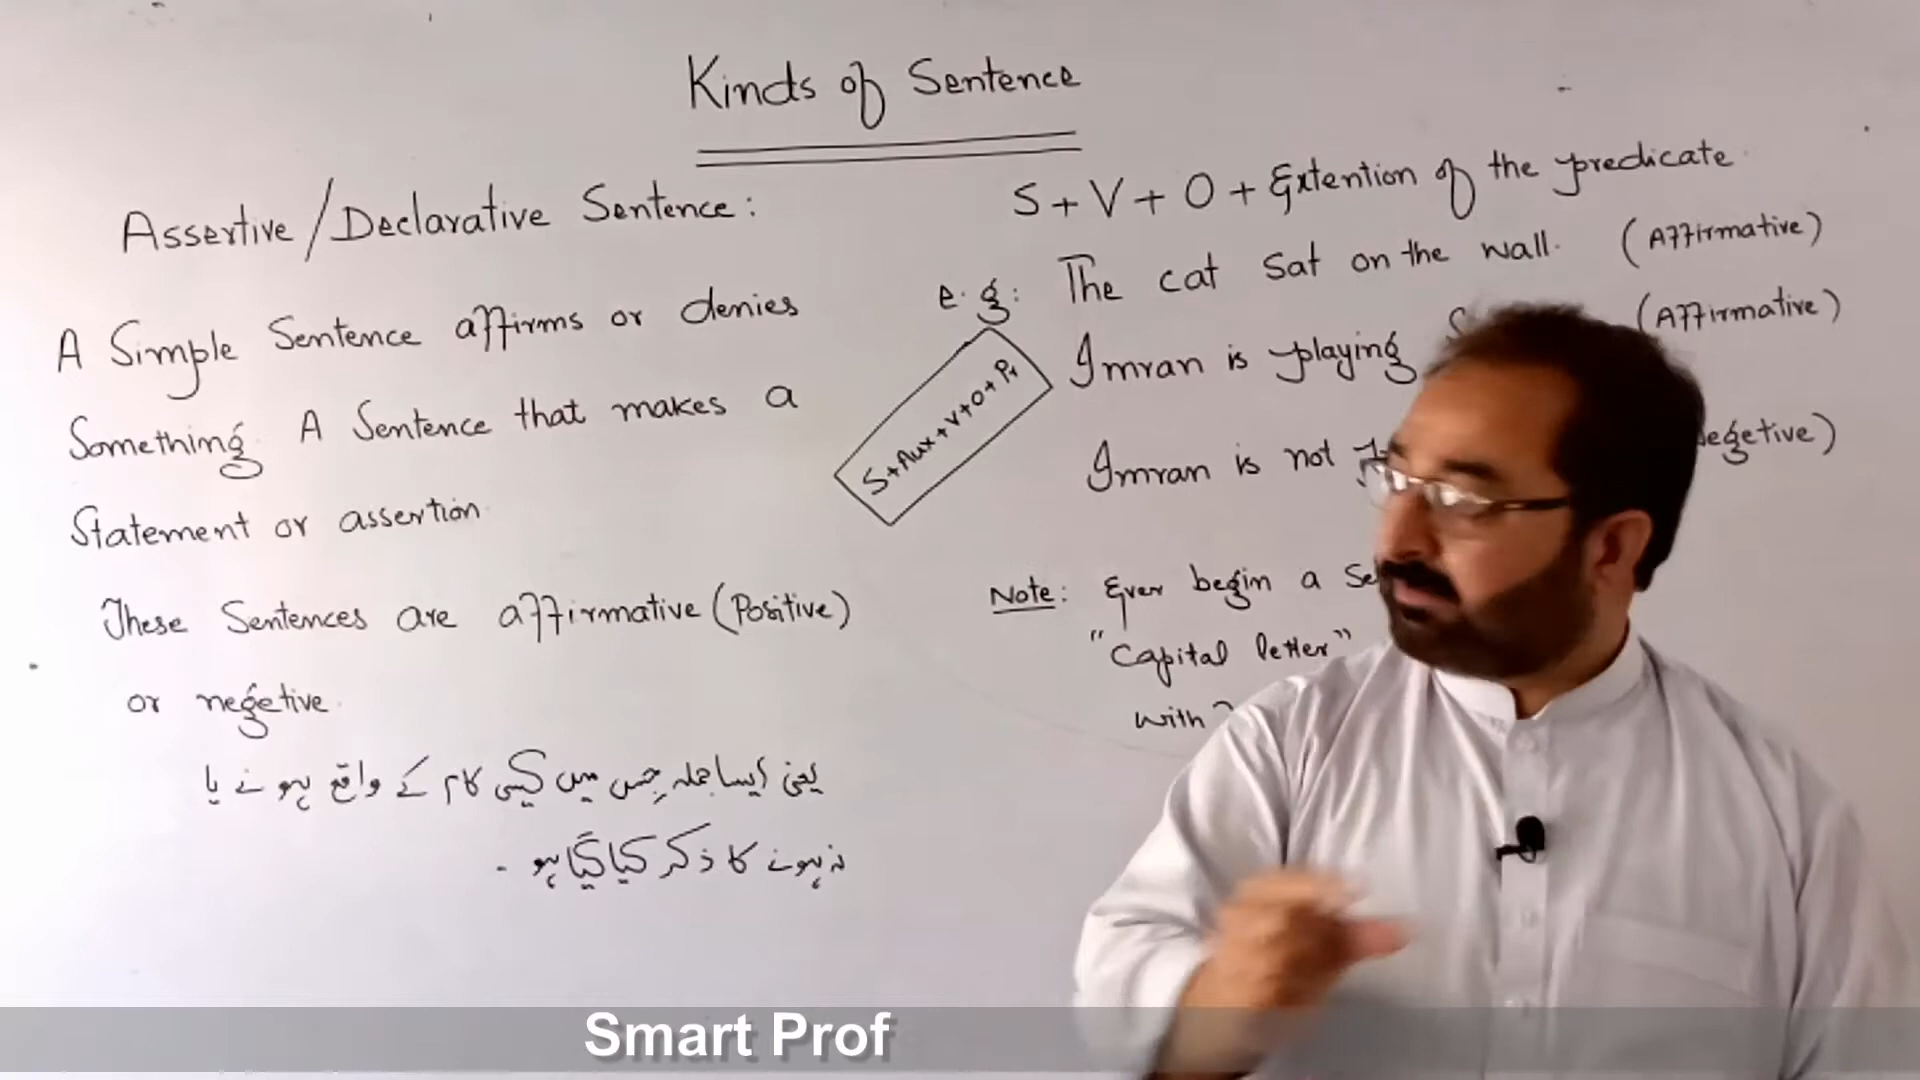 Kinds of Sentence
Assertive/Declarative Sentence:
A Simple Sentence affirms or denies
Something. A Sentence that makes a
Statement or assertion.
These Sentences are affirmative (Positive)
or negetive.
یعنی ایسا جملہ جس میں کسی کام کے واقع ہونے یا
نہ ہونے کا ذکر کیا گیا ہو ۔
S + V + O + Extention of the predicate
e.g: The cat sat on the wall. (Affirmative)
S+Aux+V+O+Pr
Imran is playing (Affirmative)
Imran is not
Note: Ever begin a
"Capital letter"
with
Smart Prof